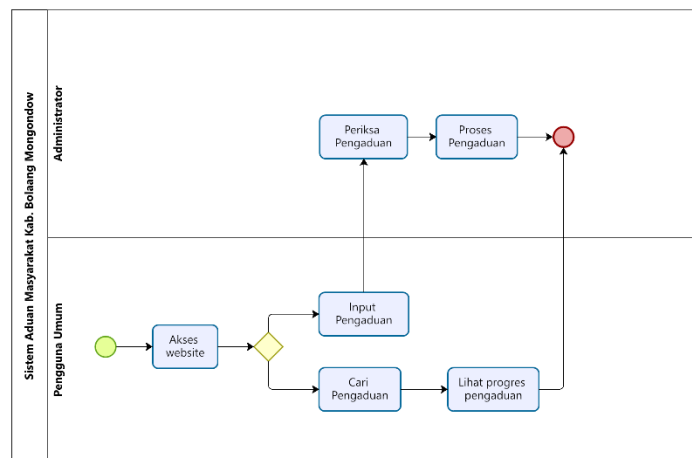 Sistem Aduan Masyarakat Kab. Bolaang Mongondow
Administrator
Periksa
Pengaduan
Proses
Pengaduan
Pengguna Umum
Akses
website
Input
Pengaduan
Cari
Pengaduan
Lihat progres
pengaduan